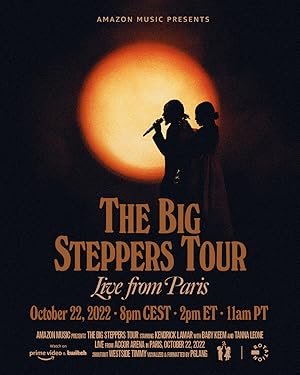 AMAZON MUSIC PRESENTS
THE BIG
STEPPERS TOUR
Live from Paris
October 22, 2022 • 8pm CEST • 2pm ET • 11am PT
AMAZON MUSIC PRESENTS THE BIG STEPPERS TOUR STARRING KENDRICK LAMAR WITH BABY KEEM AND TANNA LEONE
LIVE FROM ACCOR ARENA IN PARIS, OCTOBER 22, 2022
WESTSIDE TIMMY VISUALIZED & FORMATTED BY PGLANG
Watch on
prime video & twitch